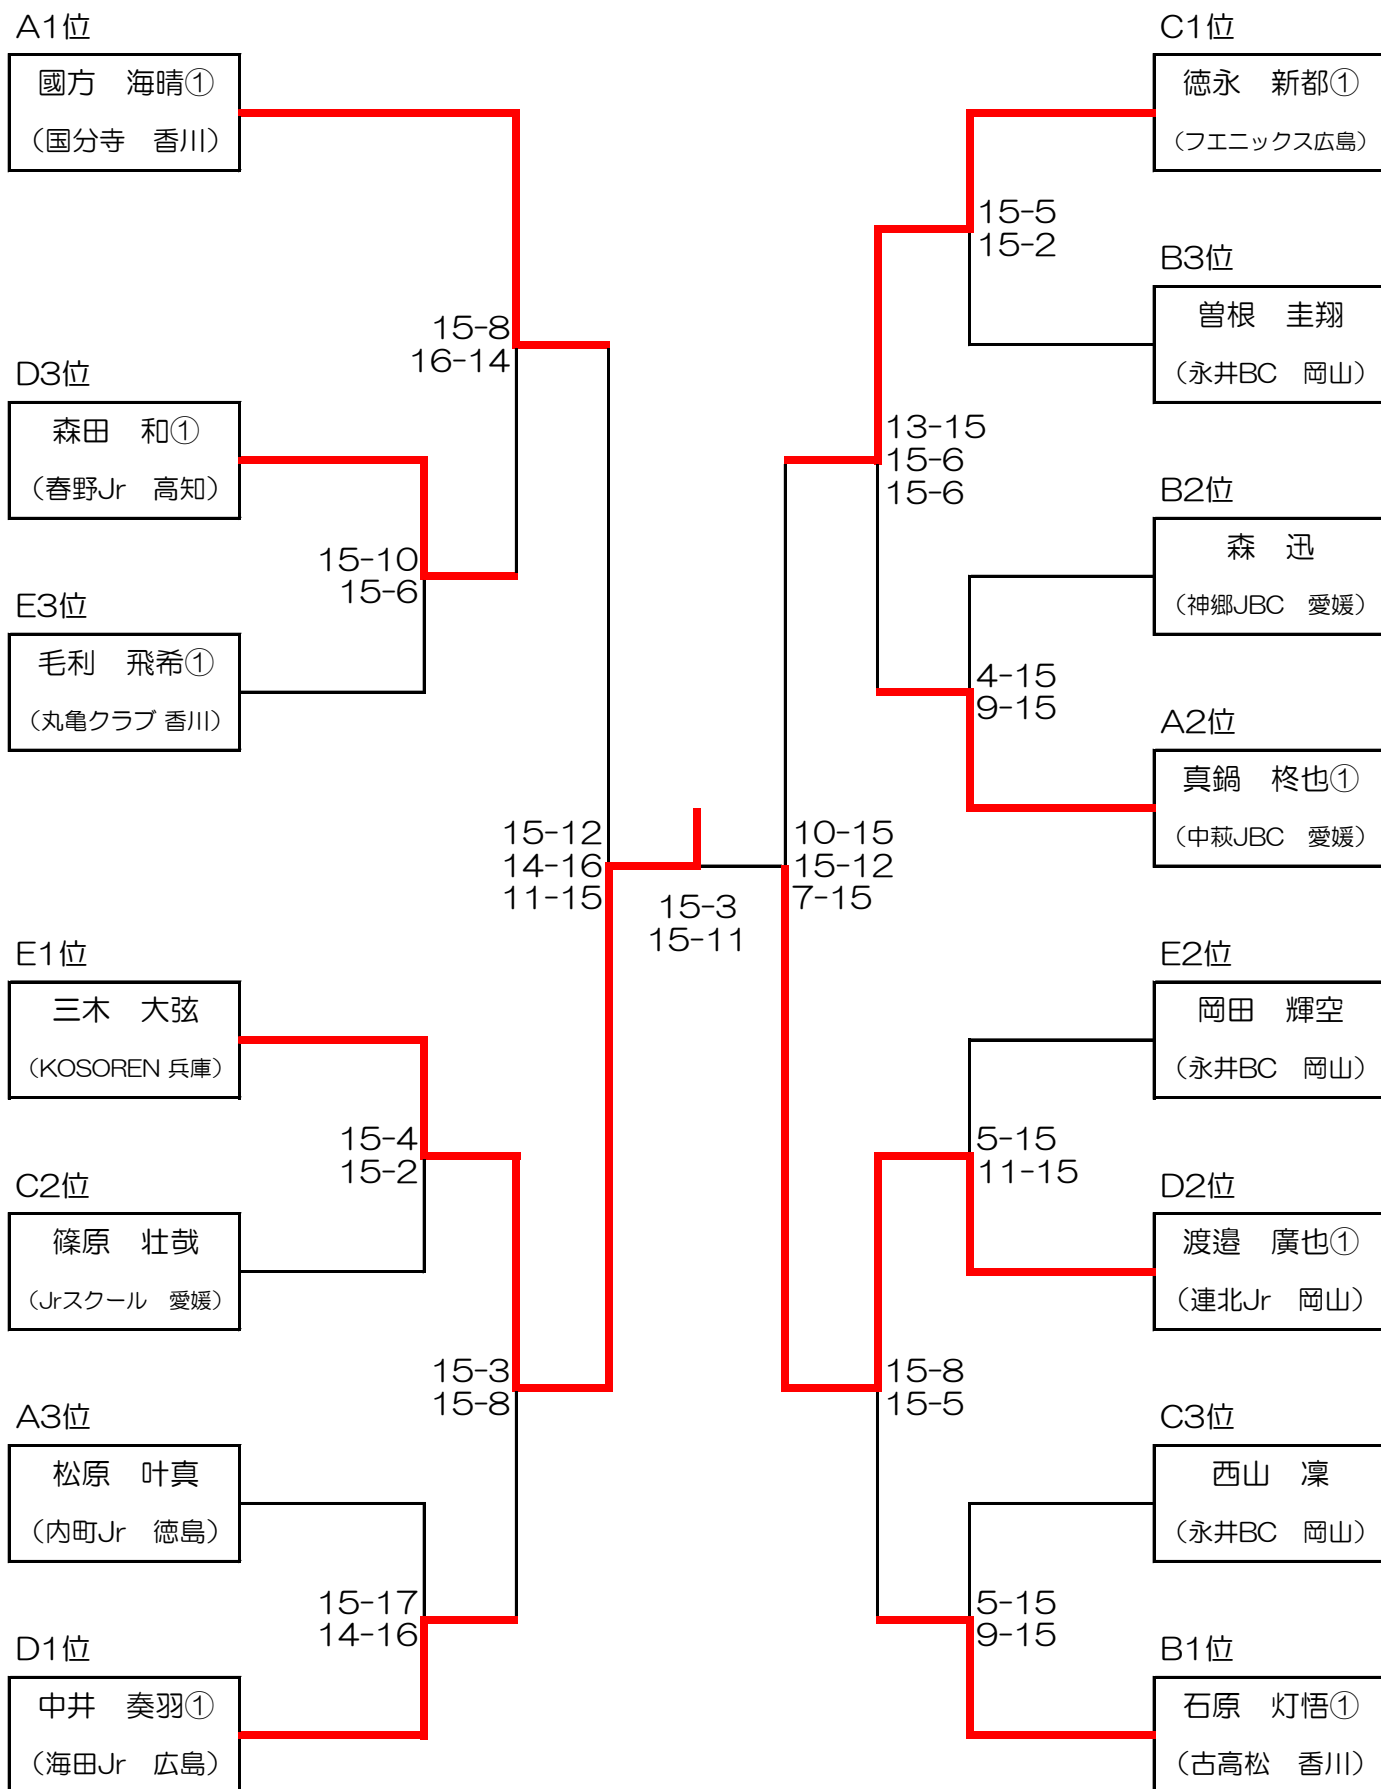 A1位
國方　海晴①
（国分寺　香川）
D3位
森田　和①
（春野Jr　高知）
E3位
毛利　飛希①
（丸亀クラブ 香川）
E1位
三木　大弦
（KOSOREN 兵庫）
C2位
篠原　壮哉
（Jrスクール　愛媛）
A3位
松原　叶真
（内町Jr　徳島）
D1位
中井　奏羽①
（海田Jr　広島）
15-8
16-14
15-10
15-6
15-12
14-16
11-15
15-4
15-2
15-3
15-8
15-17
14-16
15-3
15-11
15-5
15-2
13-15
15-6
15-6
4-15
9-15
10-15
15-12
7-15
5-15
11-15
15-8
15-5
5-15
9-15
C1位
徳永　新都①
（フエニックス広島）
B3位
曽根　圭翔
（永井BC　岡山）
B2位
森　迅
（神郷JBC　愛媛）
A2位
真鍋　柊也①
（中萩JBC　愛媛）
E2位
岡田　輝空
（永井BC　岡山）
D2位
渡邉　廣也①
（連北Jr　岡山）
C3位
西山　凜
（永井BC　岡山）
B1位
石原　灯悟①
（古高松　香川）